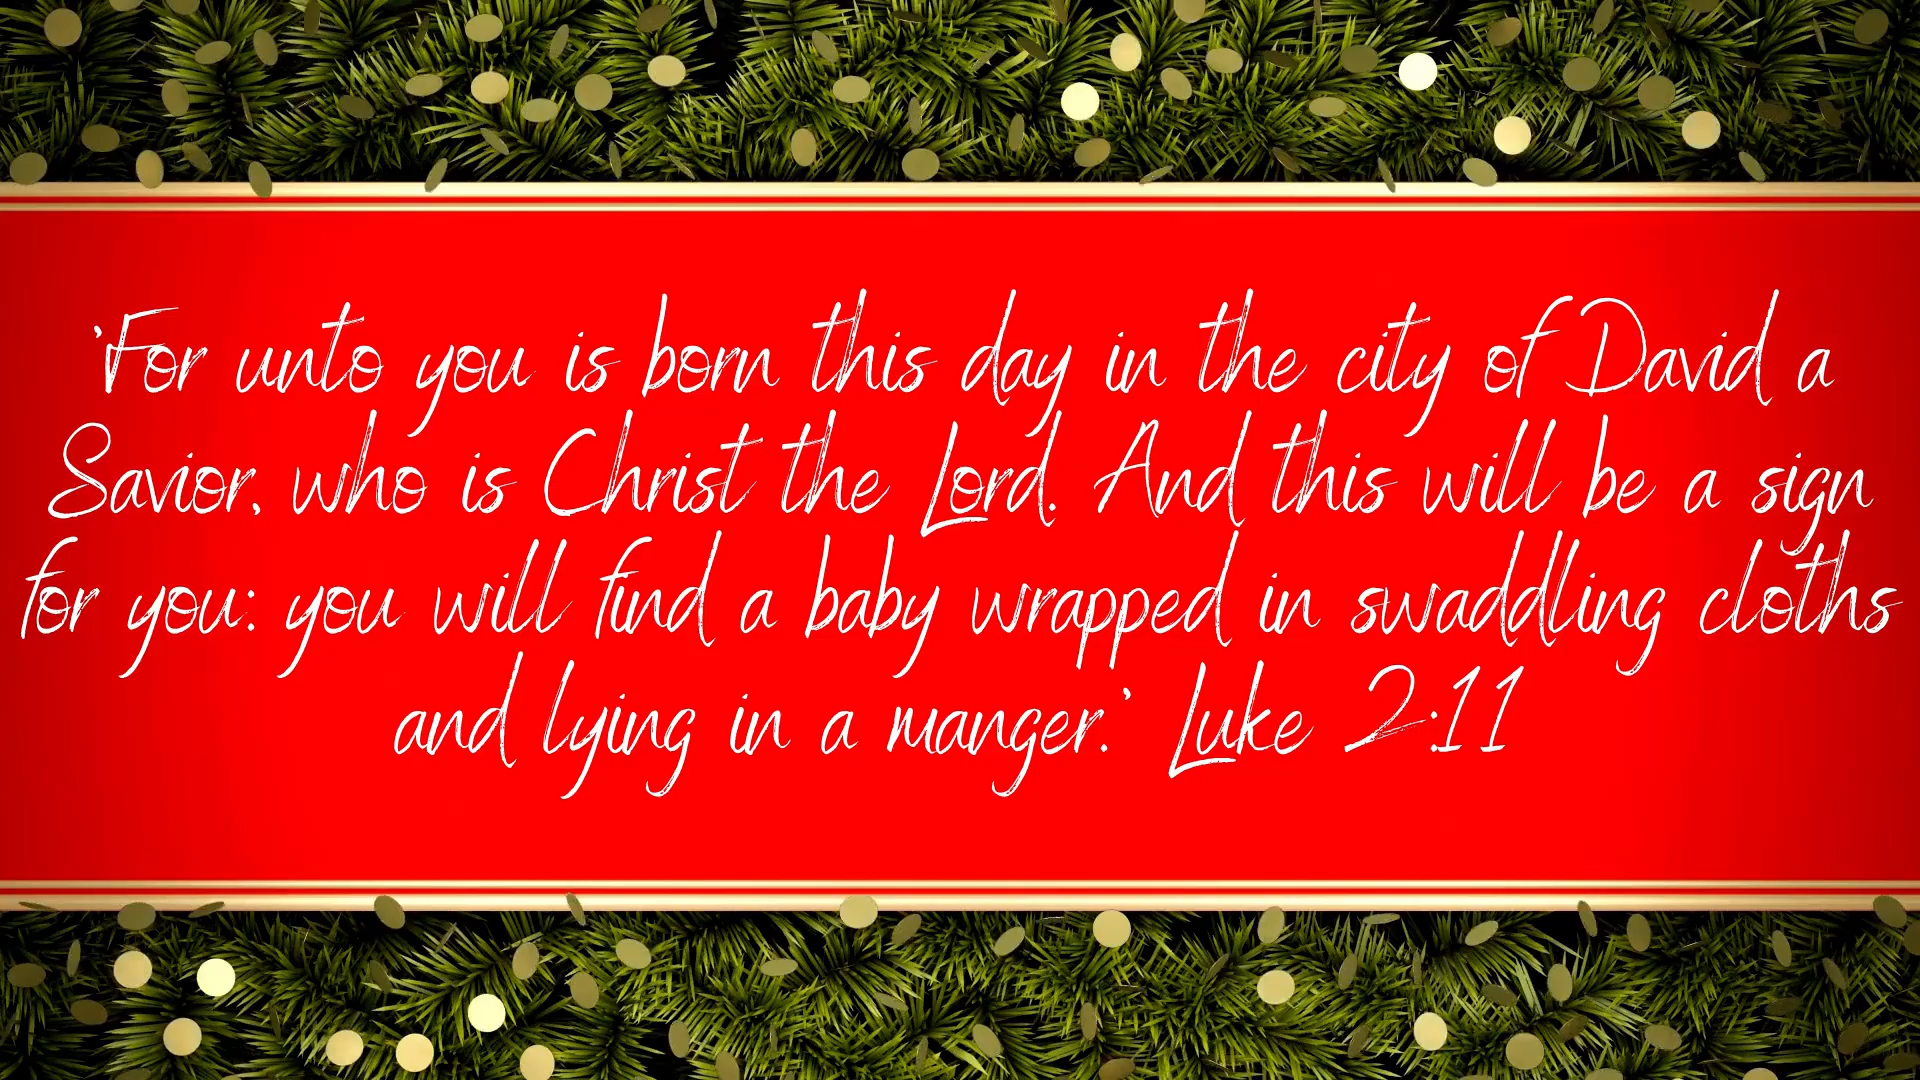 'For unto you is born this day in the city of David a
Savior, who is Christ the Lord. And this will be a sign
for you: you will find a baby wrapped in swaddling cloths
and lying in a manger.' Luke 2:11